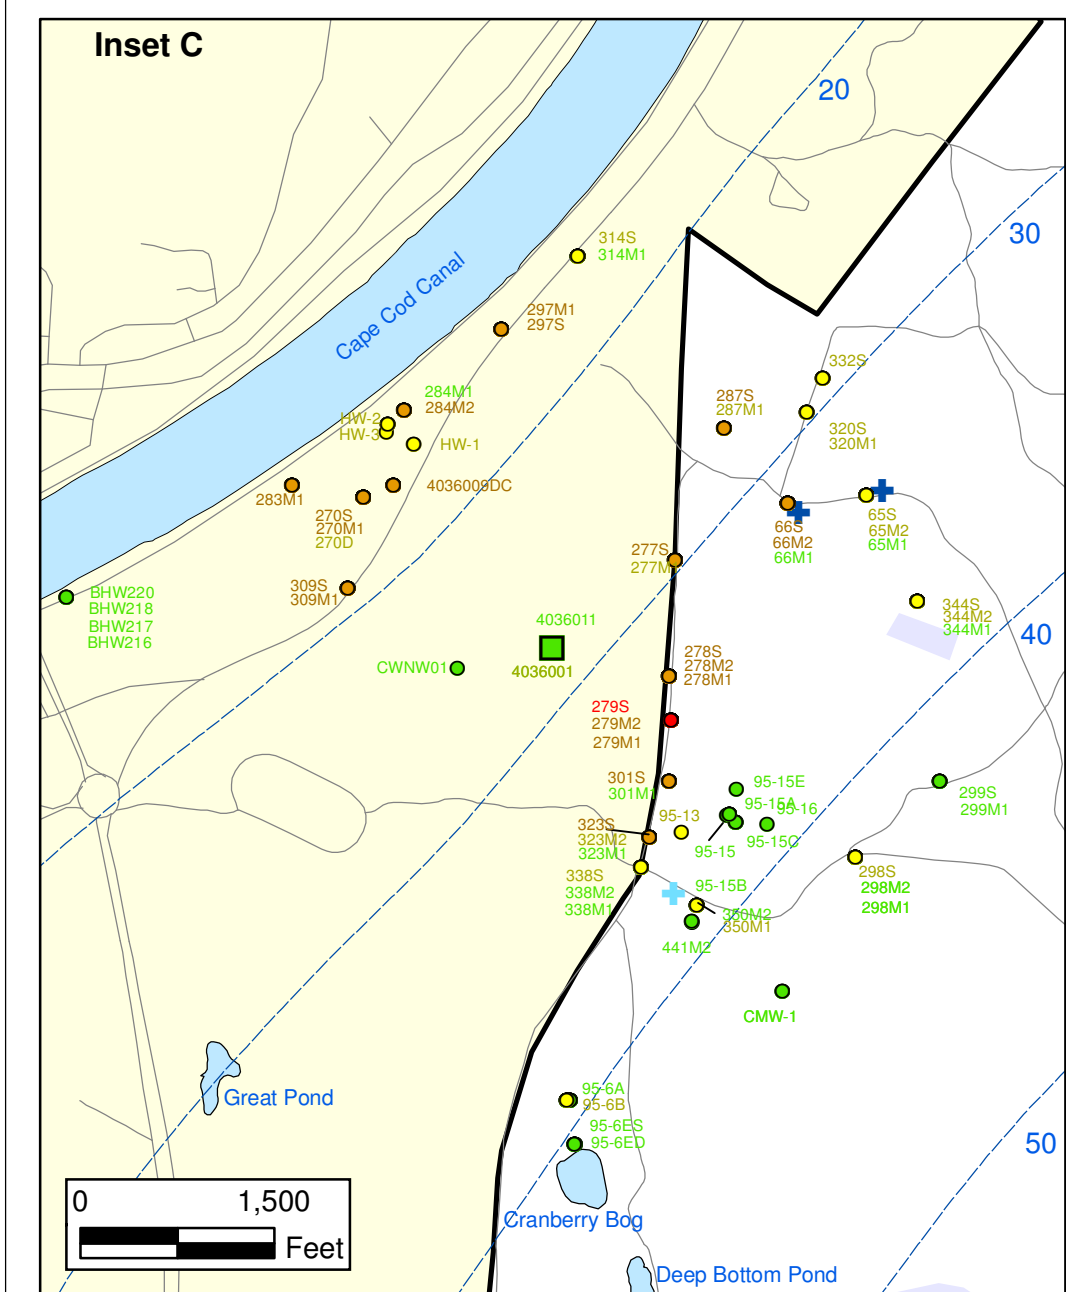 Inset C
20
30
314S
314M1
Cape Cod Canal
297M1
297S
332S
284M1
284M2
287S
287M1
HW-2
HW-3
HW-1
320S
320M1
283M1
4036009DC
270S
270M1
270D
65S
65M2
65M1
66S
66M2
66M1
277S
277M
309S
309M1
BHW220
BHW218
BHW217
BHW216
344S
344M2
344M1
40
4036011
4036001
CWNW01
278S
278M2
278M1
279S
279M2
279M1
301S
301M1
95-15E
95-15A
95-16
95-13
95-15C
95-15
299S
299M1
323S
323M2
323M1
338S
338M2
338M1
298S
298M2
298M1
95-15B
350M2
350M1
441M2
CMW-1
95-6A
95-6B
95-6ES
95-6ED
Great Pond
50
Cranberry Bog
Deep Bottom Pond
0 1,500
Feet